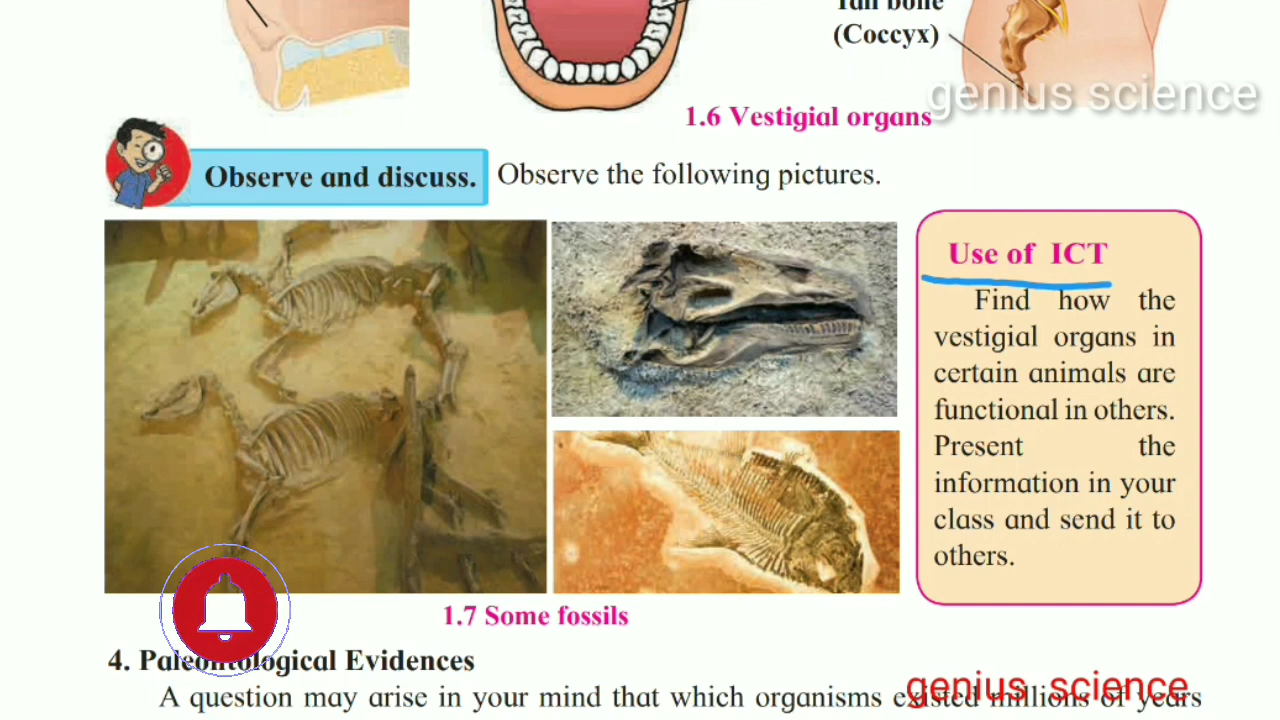 Tail bone
(Coccyx)
genius science
1.6 Vestigial organs
Observe and discuss. Observe the following pictures.
Use of ICT
Find how the
vestigial organs in
certain animals are
functional in others.
Present the
information in your
class and send it to
others.
1.7 Some fossils
4. Paleontological Evidences
genius science
A question may arise in your mind that which organisms existed millions of years